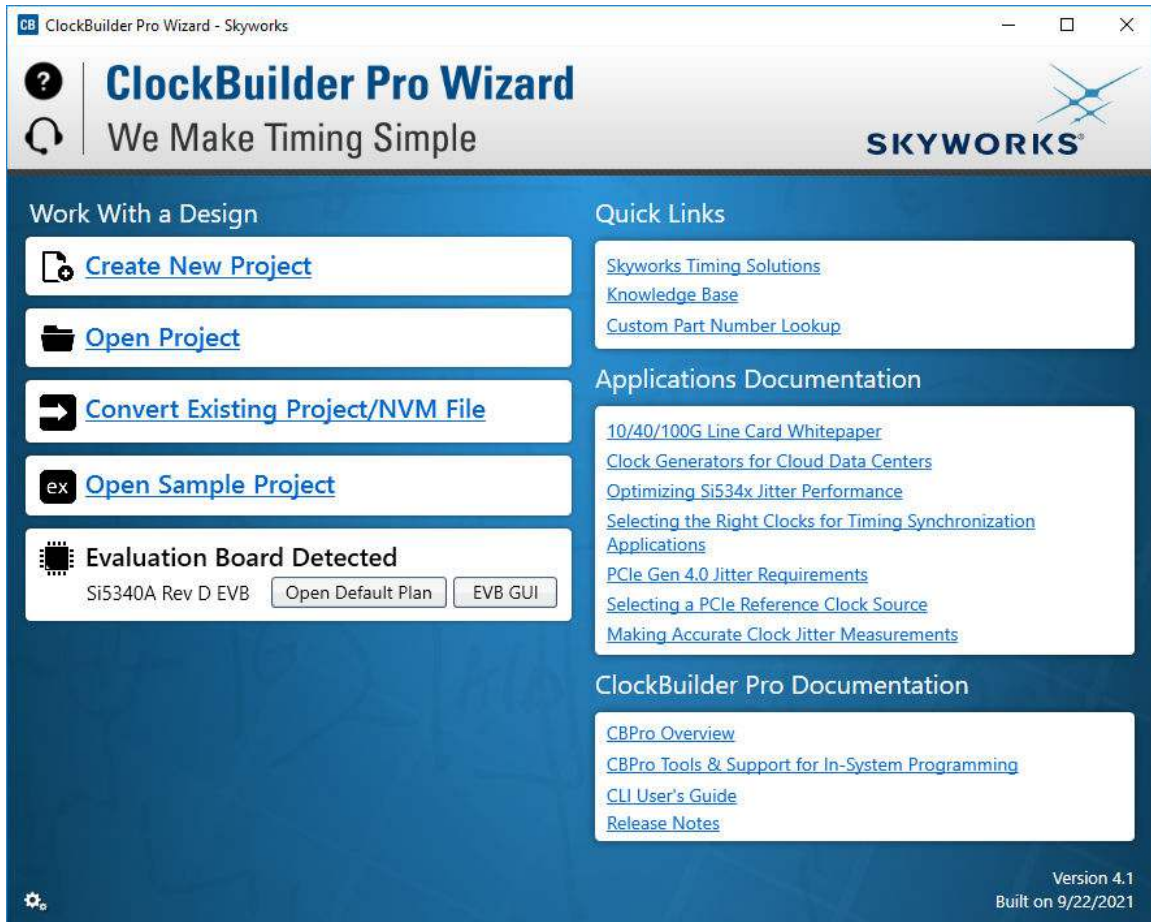 CB ClockBuilder Pro Wizard - Skyworks
?
ClockBuilder Pro Wizard
We Make Timing Simple
SKYWORKS®
Work With a Design
Create New Project
Open Project
Convert Existing Project/NVM File
ex Open Sample Project
Evaluation Board Detected
Si5340A Rev D EVB Open Default Plan EVB GUI
Quick Links
Skyworks Timing Solutions
Knowledge Base
Custom Part Number Lookup
Applications Documentation
10/40/100G Line Card Whitepaper
Clock Generators for Cloud Data Centers
Optimizing Si534x Jitter Performance
Selecting the Right Clocks for Timing Synchronization
Applications
PCIe Gen 4.0 Jitter Requirements
Selecting a PCIe Reference Clock Source
Making Accurate Clock Jitter Measurements
ClockBuilder Pro Documentation
CBPro Overview
CBPro Tools & Support for In-System Programming
CLI User's Guide
Release Notes
Version 4.1
Built on 9/22/2021